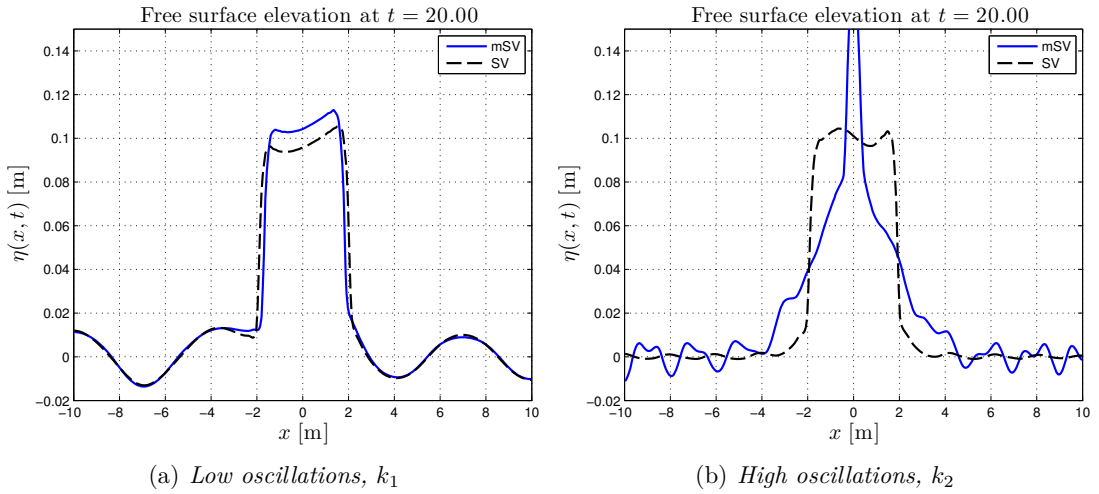 Free surface elevation at t = 20.00
mSV
SV
0.14
0.12
0.1
0.08
0.06
0.04
0.02
0
−0.02
η(x, t) [m]
−10 −8 −6 −4 −2 0 2 4 6 8 10
x [m]
(a) Low oscillations, k₁
Free surface elevation at t = 20.00
mSV
SV
0.14
0.12
0.1
0.08
0.06
0.04
0.02
0
−0.02
η(x, t) [m]
−10 −8 −6 −4 −2 0 2 4 6 8 10
x [m]
(b) High oscillations, k₂